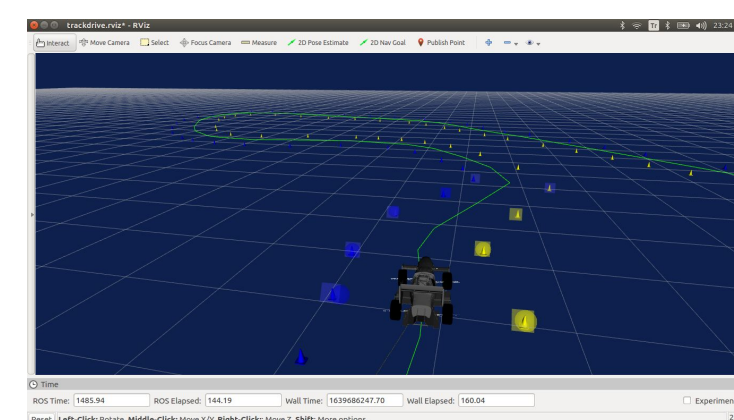 trackdrive.rviz* - RViz
Tr
23:24
Interact Move Camera Select Focus Camera Measure 2D Pose Estimate 2D Nav Goal Publish Point
Time
ROS Time: 1485.94 ROS Elapsed: 144.19 Wall Time: 1639686247.70 Wall Elapsed: 160.04 Experimen
Reset Left-Click: Rotate. Middle-Click: Move X/Y. Right-Click:: Move Z. Shift: More options.